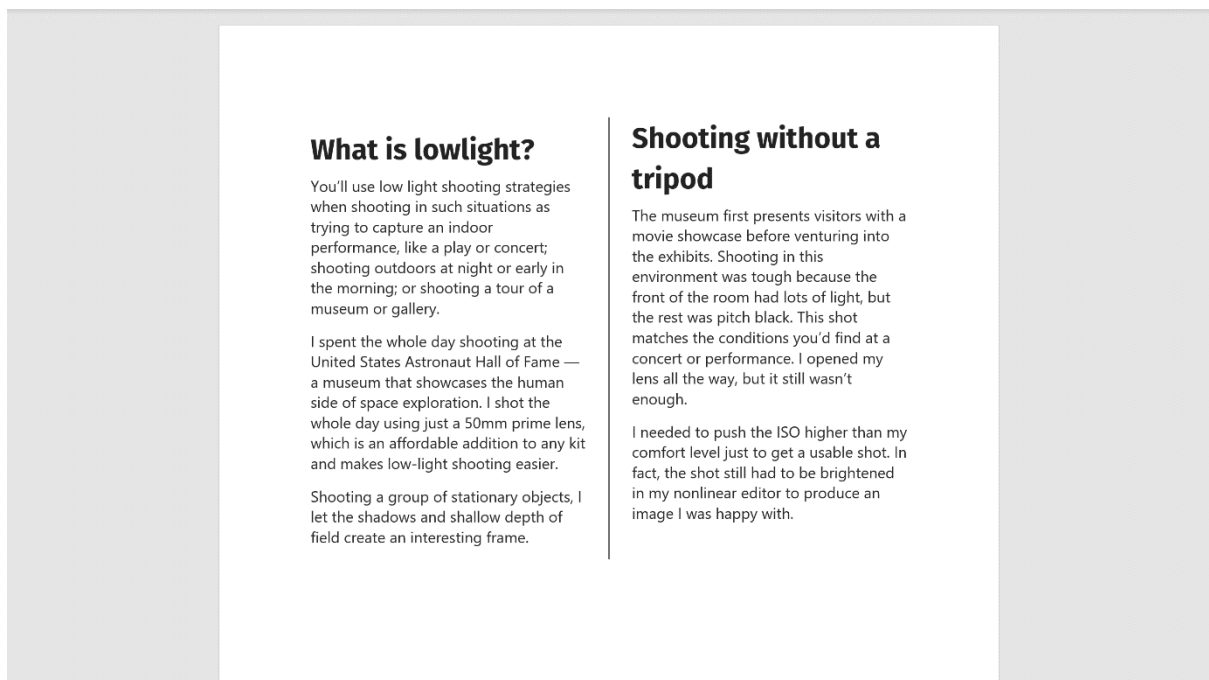 What is lowlight?
You'll use low light shooting strategies
when shooting in such situations as
trying to capture an indoor
performance, like a play or concert;
shooting outdoors at night or early in
the morning; or shooting a tour of a
museum or gallery.
I spent the whole day shooting at the
United States Astronaut Hall of Fame —
a museum that showcases the human
side of space exploration. I shot the
whole day using just a 50mm prime lens,
which is an affordable addition to any kit
and makes low-light shooting easier.
Shooting a group of stationary objects, I
let the shadows and shallow depth of
field create an interesting frame.
Shooting without a
tripod
The museum first presents visitors with a
movie showcase before venturing into
the exhibits. Shooting in this
environment was tough because the
front of the room had lots of light, but
the rest was pitch black. This shot
matches the conditions you'd find at a
concert or performance. I opened my
lens all the way, but it still wasn't
enough.
I needed to push the ISO higher than my
comfort level just to get a usable shot. In
fact, the shot still had to be brightened
in my nonlinear editor to produce an
image I was happy with.